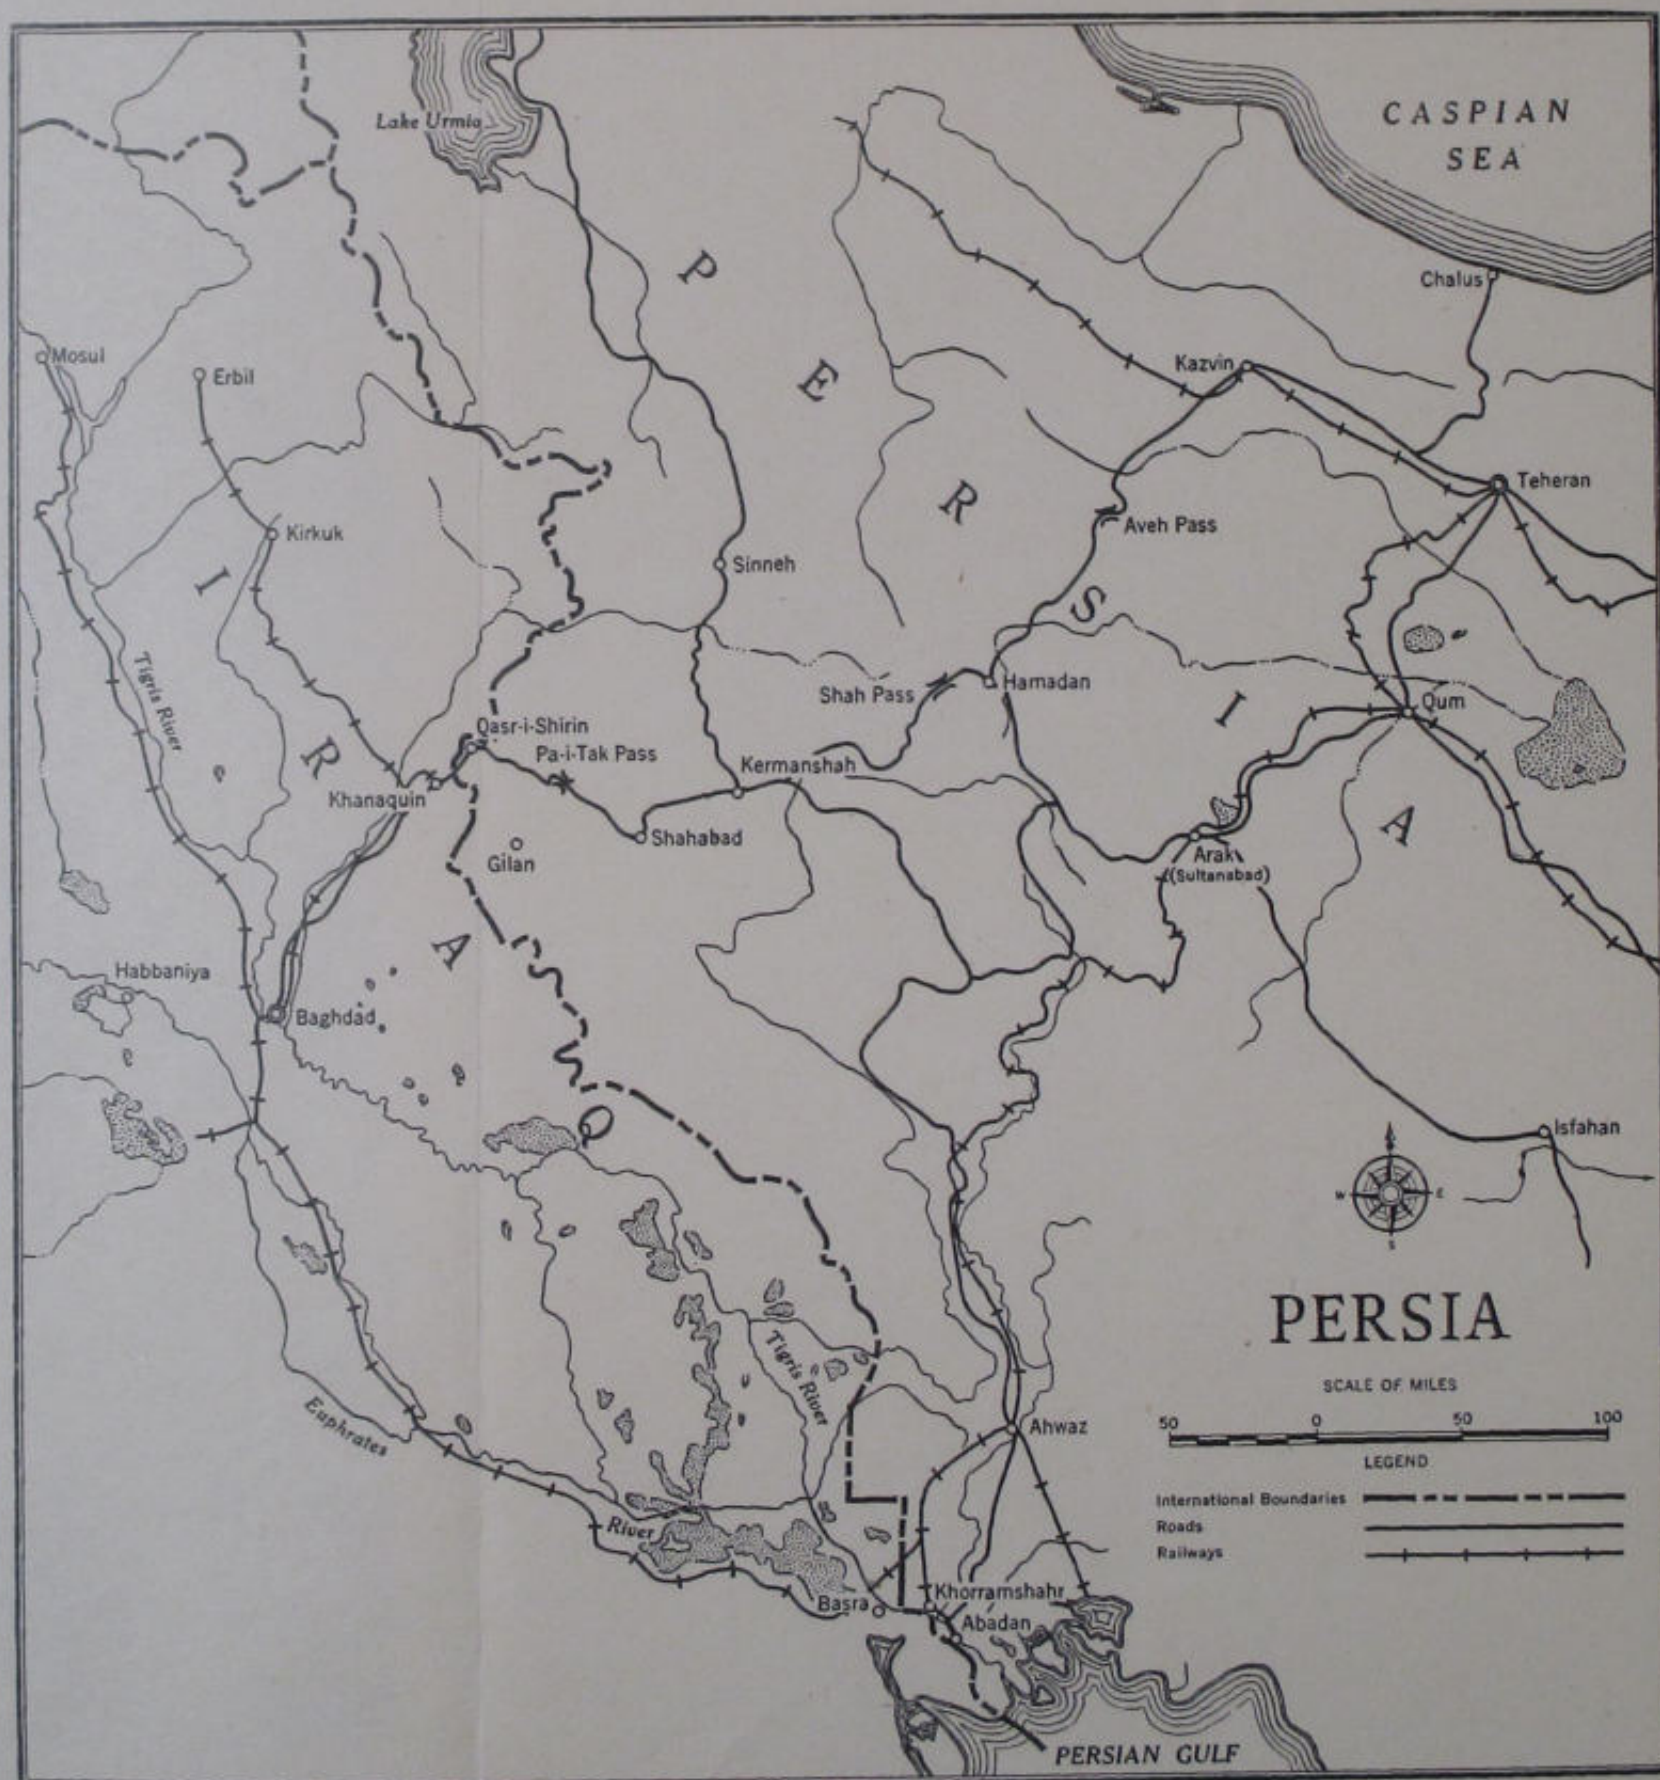 CASPIAN
SEA
Lake Urmia
P
E
R
S
I
A
Chalus
Mosul
Erbil
Kazvin
Teheran
Kirkuk
Aveh Pass
I
R
A
Q
Sinneh
Tigris River
Shah Pass
Hamadan
Qum
Qasr-i-Shirin
Pa-i-Tak Pass
Kermanshah
Khanaquin
Shahabad
Gilan
Arak
(Sultanabad)
Habbaniya
Baghdad
Isfahan
W
E
S
PERSIA
SCALE OF MILES
50 0 50 100
LEGEND
International Boundaries
Roads
Railways
Tigris River
Euphrates
River
Ahwaz
Basra
Khorramshahr
Abadan
PERSIAN GULF